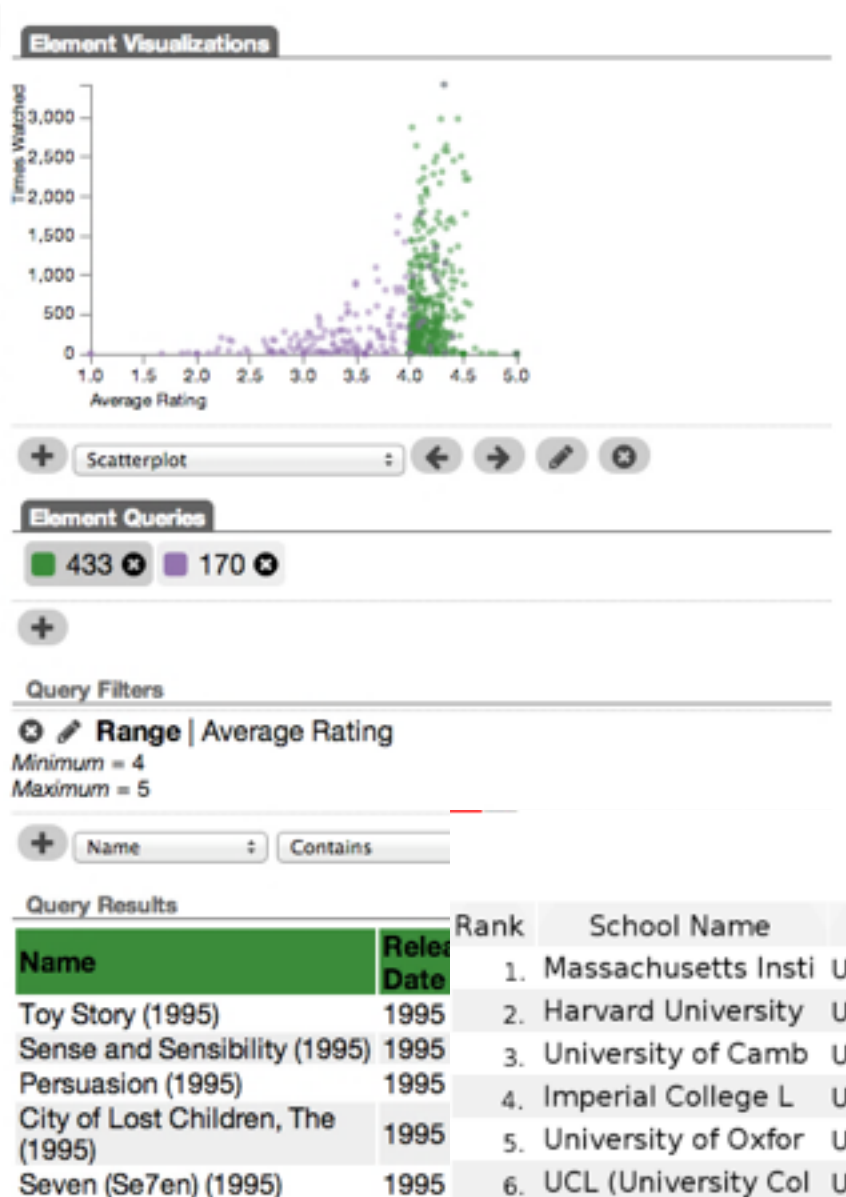 Element Visualizations
Times Watched
3,000
2,500
2,000
1,500
1,000
500
0
1.0 1.5 2.0 2.5 3.0 3.5 4.0 4.5 5.0
Average Rating
Scatterplot
Element Queries
433 170
Query Filters
Range | Average Rating
Minimum = 4
Maximum = 5
Name Contains
Query Results
Name Relea
Date
Toy Story (1995) 1995
Sense and Sensibility (1995) 1995
Persuasion (1995) 1995
City of Lost Children, The
(1995) 1995
Seven (Se7en) (1995) 1995
Rank School Name
1. Massachusetts Insti U
2. Harvard University U
3. University of Camb U
4. Imperial College L U
5. University of Oxfor U
6. UCL (University Col U